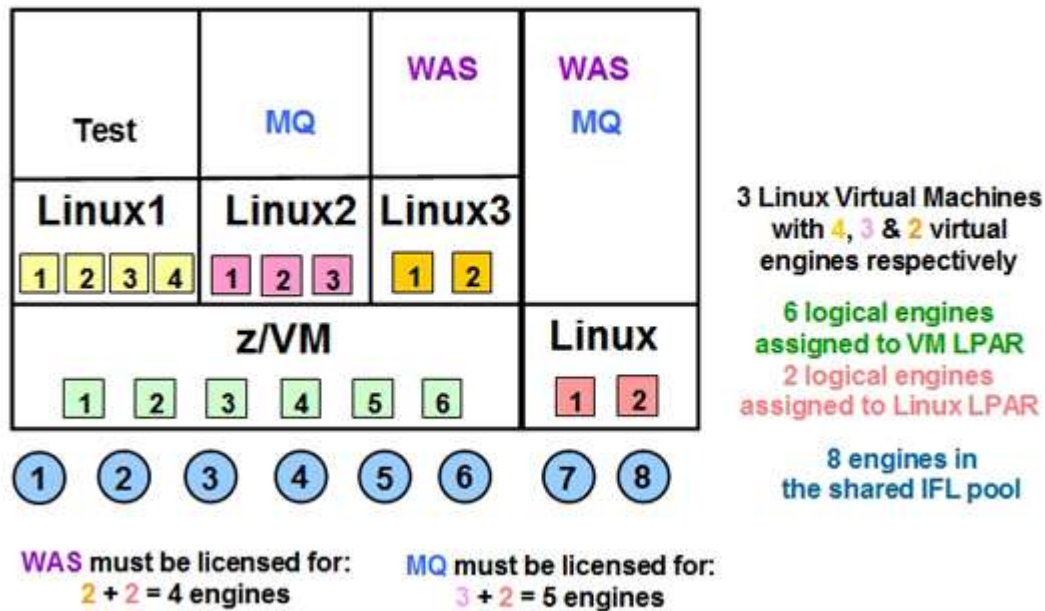 WAS WAS
Test MQ MQ
Linux1 Linux2 Linux3
1 2 3 4 1 2 3 1 2
z/VM Linux
1 2 3 4 5 6 1 2
1 2 3 4 5 6 7 8
3 Linux Virtual Machines
with 4, 3 & 2 virtual
engines respectively
6 logical engines
assigned to VM LPAR
2 logical engines
assigned to Linux LPAR
8 engines in
the shared IFL pool
WAS must be licensed for:
2 + 2 = 4 engines
MQ must be licensed for:
3 + 2 = 5 engines